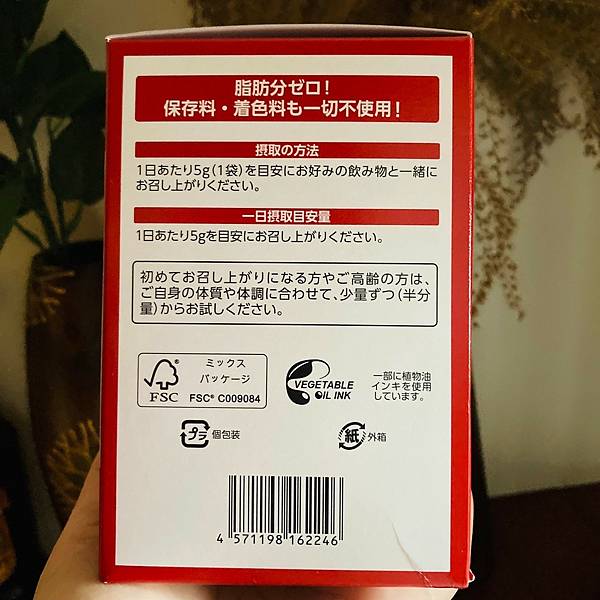 脂肪分ゼロ!
保存料・着色料も一切不使用!
摂取の方法
1日あたり5g(1袋)を目安にお好みの飲み物と一緒に
お召し上がりください。
一日摂取目安量
1日あたり5gを目安にお召し上がりください。
初めてお召し上がりになる方やご高齢の方は、
ご自身の体質や体調に合わせて、少量ずつ(半分
量)からお試しください。
FSC
ミックス
パッケージ
FSC® C009084
VEGETABLE
OIL INK
一部に植物油
インキを使用
しています。
プラ 個包装
紙 外箱
4 571198 162246